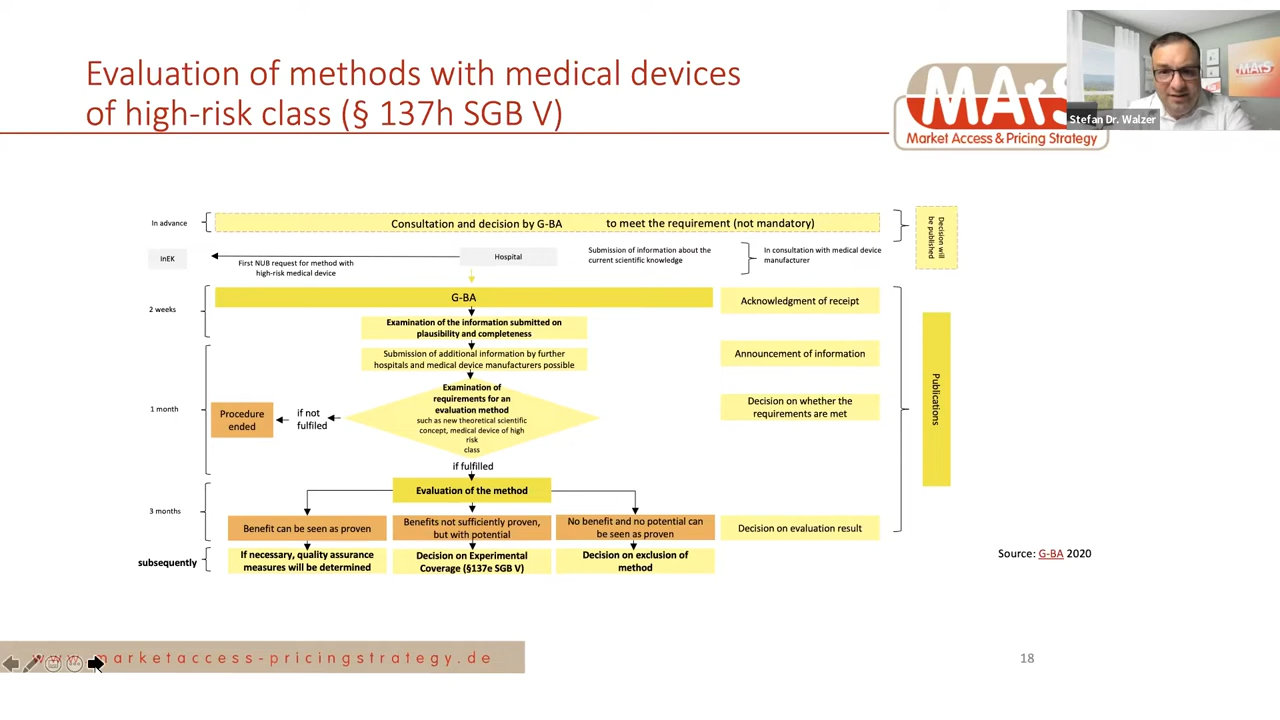 Evaluation of methods with medical devices
of high-risk class (§ 137h SGB V)
MArS
Market Access & Pricing Strategy
MArS
Stefan Dr. Walzer
In advance
Consultation and decision by G-BA to meet the requirement (not mandatory)
Decision will
be published
InEK
First NUB request for method with
high-risk medical device
Hospital
Submission of information about the
current scientific knowledge
In consultation with medical device
manufacturer
2 weeks
G-BA
Acknowledgment of receipt
Examination of the information submitted on
plausibility and completeness
Submission of additional information by further
hospitals and medical device manufacturers possible
Announcement of information
1 month
Examination of
requirements for an
evaluation method
such as new theoretical scientific
concept, medical device of high
risk
class
Procedure
ended
if not
fulfiled
Decision on whether the
requirements are met
Publications
if fulfilled
3 months
Evaluation of the method
Benefit can be seen as proven
Benefits not sufficiently proven,
but with potential
No benefit and no potential can
be seen as proven
Decision on evaluation result
subsequently
If necessary, quality assurance
measures will be determined
Decision on Experimental
Coverage (§137e SGB V)
Decision on exclusion of
method
Source: G-BA 2020
www.marketaccess-pricingstrategy.de
18